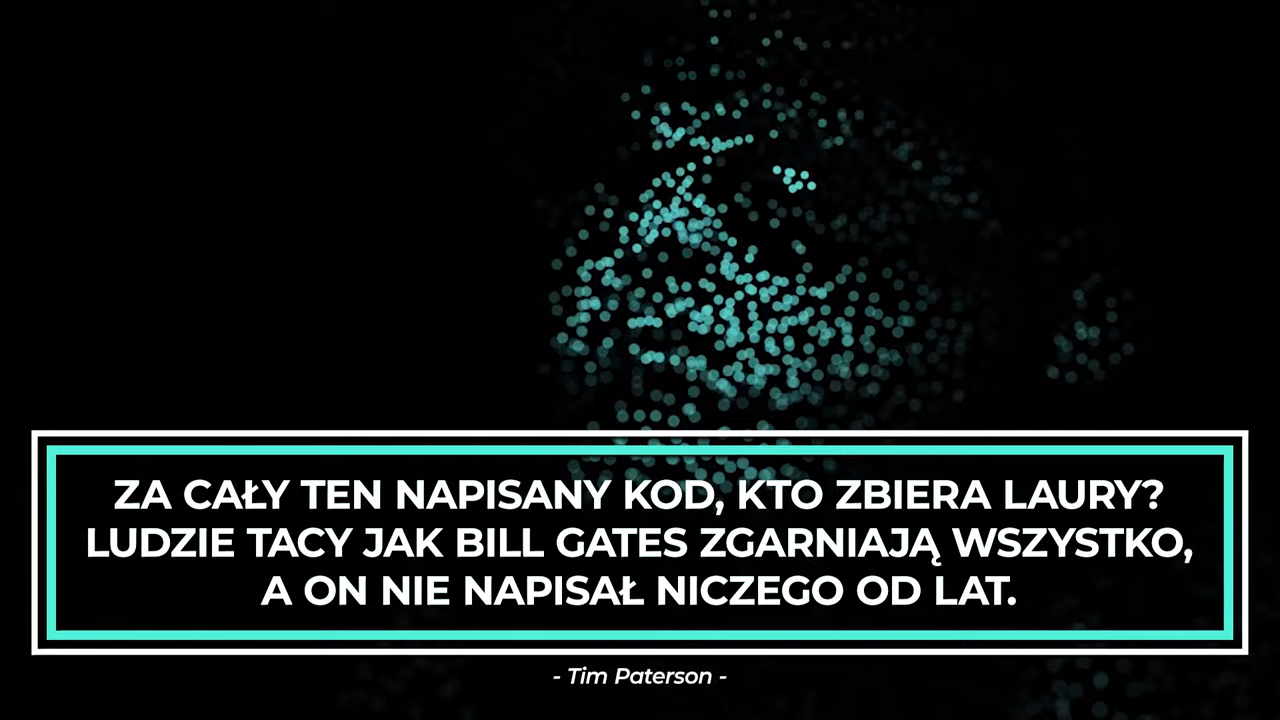 ZA CAŁY TEN NAPISANY KOD, KTO ZBIERA LAURY?
LUDZIE TACY JAK BILL GATES ZGARNIAJĄ WSZYSTKO,
A ON NIE NAPISAŁ NICZEGO OD LAT.
- Tim Paterson -